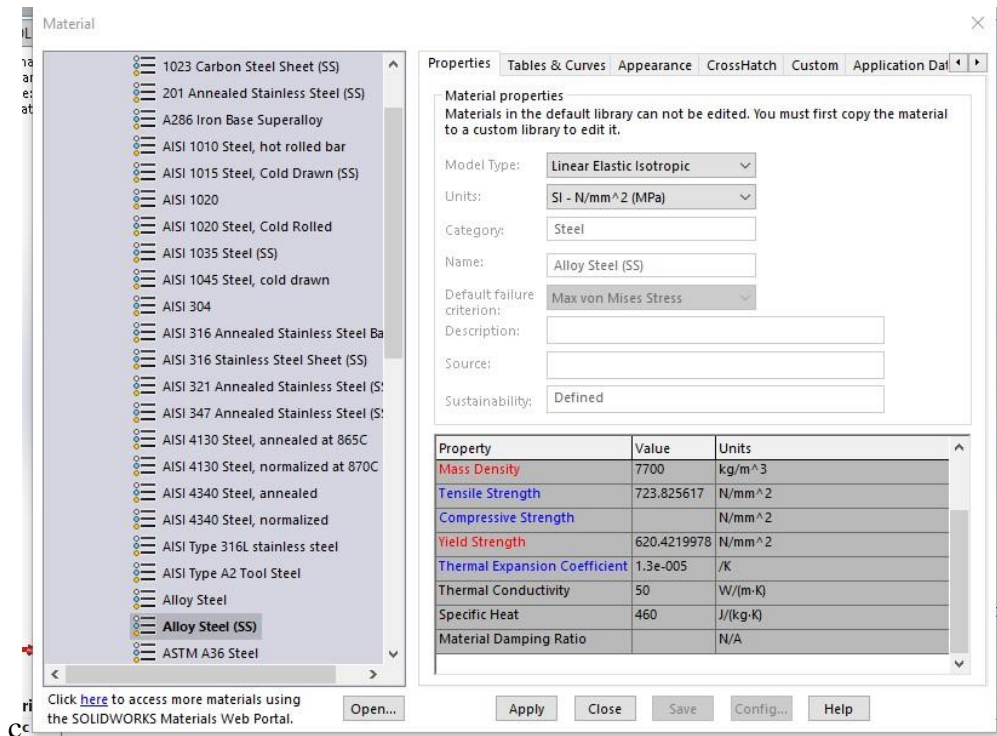 Material
1023 Carbon Steel Sheet (SS)
201 Annealed Stainless Steel (SS)
A286 Iron Base Superalloy
AISI 1010 Steel, hot rolled bar
AISI 1015 Steel, Cold Drawn (SS)
AISI 1020
AISI 1020 Steel, Cold Rolled
AISI 1035 Steel (SS)
AISI 1045 Steel, cold drawn
AISI 304
AISI 316 Annealed Stainless Steel Ba
AISI 316 Stainless Steel Sheet (SS)
AISI 321 Annealed Stainless Steel (S
AISI 347 Annealed Stainless Steel (S
AISI 4130 Steel, annealed at 865C
AISI 4130 Steel, normalized at 870C
AISI 4340 Steel, annealed
AISI 4340 Steel, normalized
AISI Type 316L stainless steel
AISI Type A2 Tool Steel
Alloy Steel
Alloy Steel (SS)
ASTM A36 Steel
Click here to access more materials using
the SOLIDWORKS Materials Web Portal.
Open...
Properties Tables & Curves Appearance CrossHatch Custom Application Dat
Material properties
Materials in the default library can not be edited. You must first copy the material
to a custom library to edit it.
Model Type: Linear Elastic Isotropic
Units: SI - N/mm^2 (MPa)
Category: Steel
Name: Alloy Steel (SS)
Default failure
criterion: Max von Mises Stress
Description:
Source:
Sustainability: Defined
Property Value Units
Mass Density 7700 kg/m^3
Tensile Strength 723.825617 N/mm^2
Compressive Strength N/mm^2
Yield Strength 620.4219978 N/mm^2
Thermal Expansion Coefficient 1.3e-005 /K
Thermal Conductivity 50 W/(m·K)
Specific Heat 460 J/(kg·K)
Material Damping Ratio N/A
Apply Close Save Config... Help